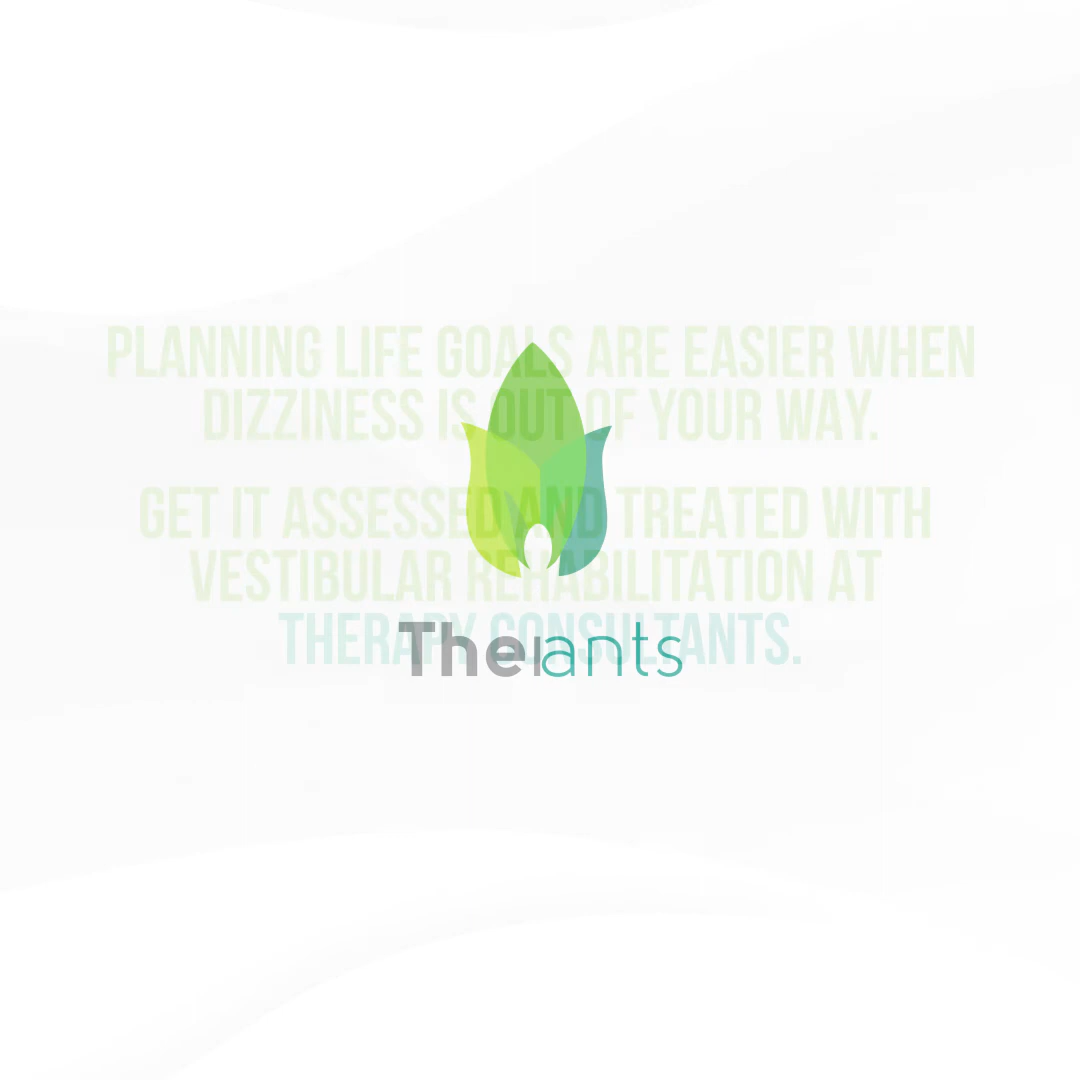 PLANNING LIFE GOALS ARE EASIER WHEN
DIZZINESS IS OUT OF YOUR WAY.
GET IT ASSESSED AND TREATED WITH
VESTIBULAR REHABILITATION AT
THERAPY CONSULTANTS.
Therants